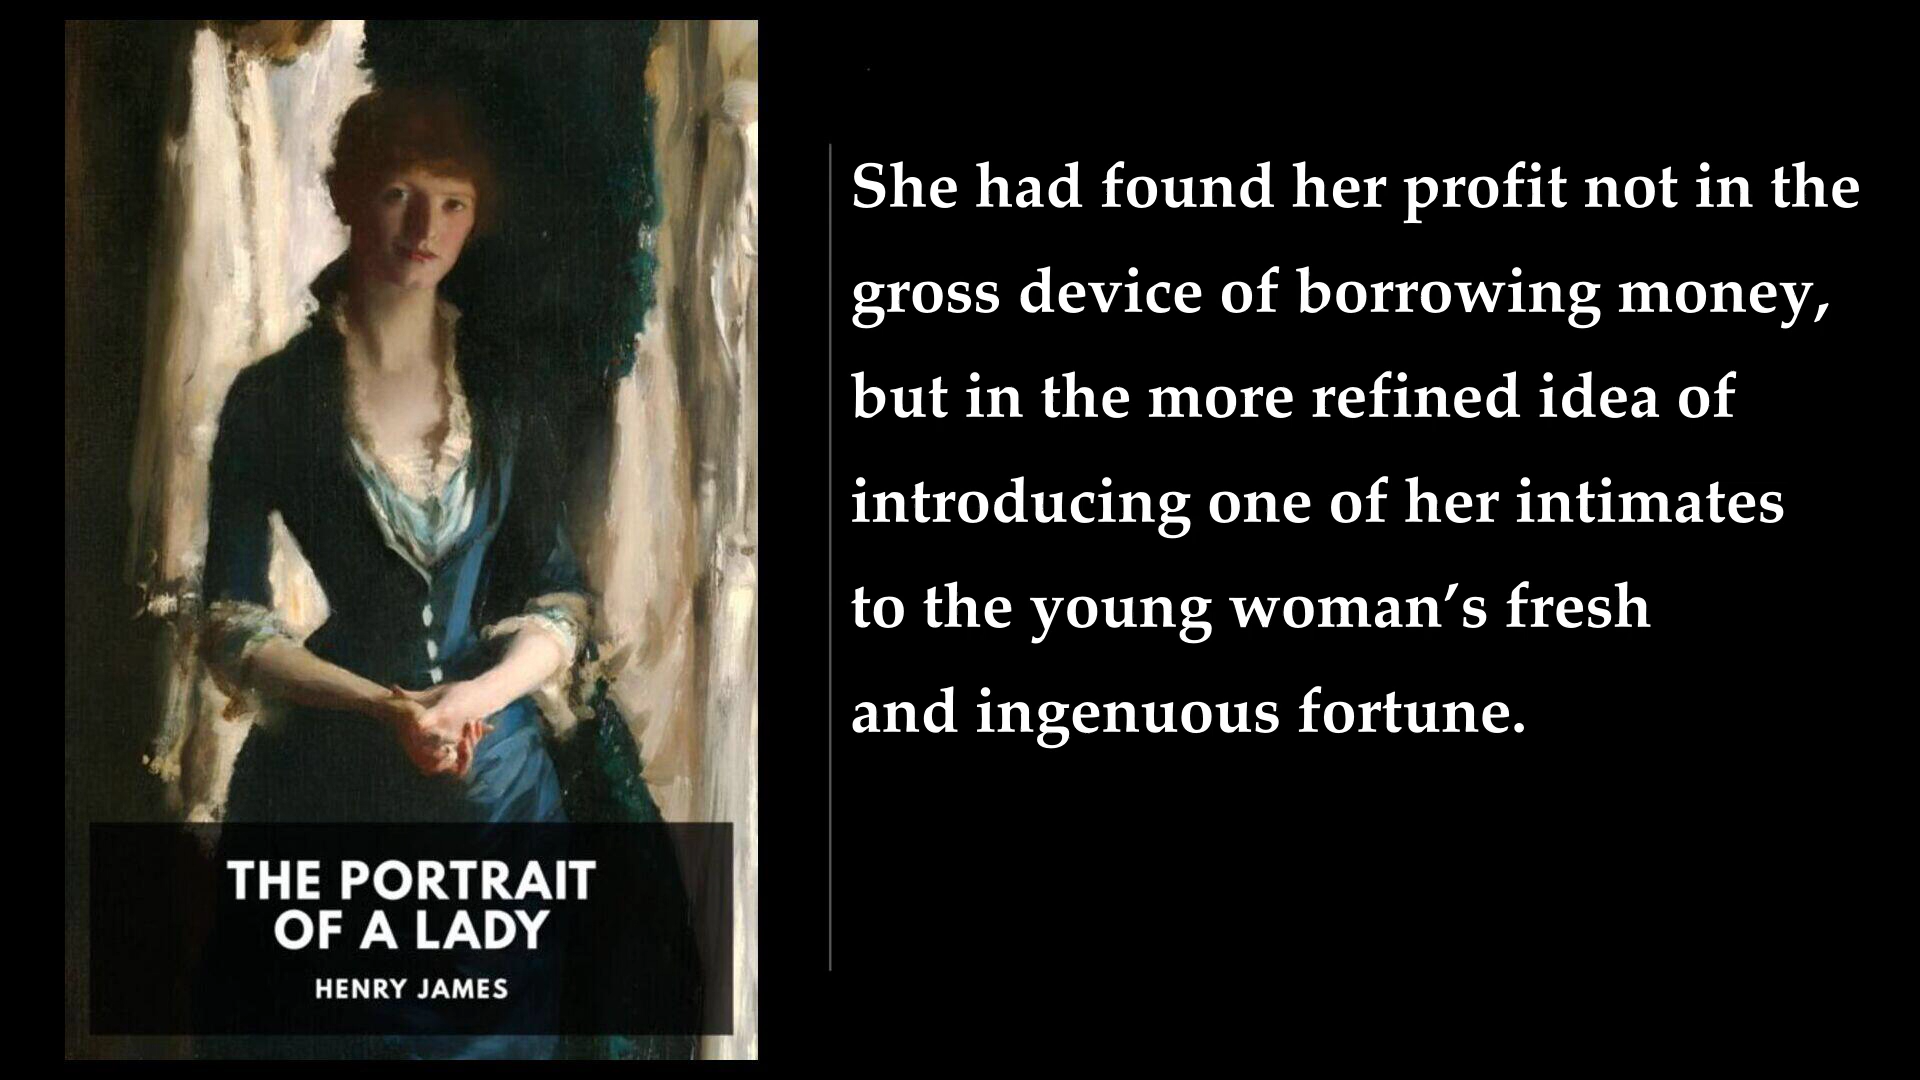 THE PORTRAIT
OF A LADY
HENRY JAMES
She had found her profit not in the
gross device of borrowing money,
but in the more refined idea of
introducing one of her intimates
to the young woman’s fresh
and ingenuous fortune.